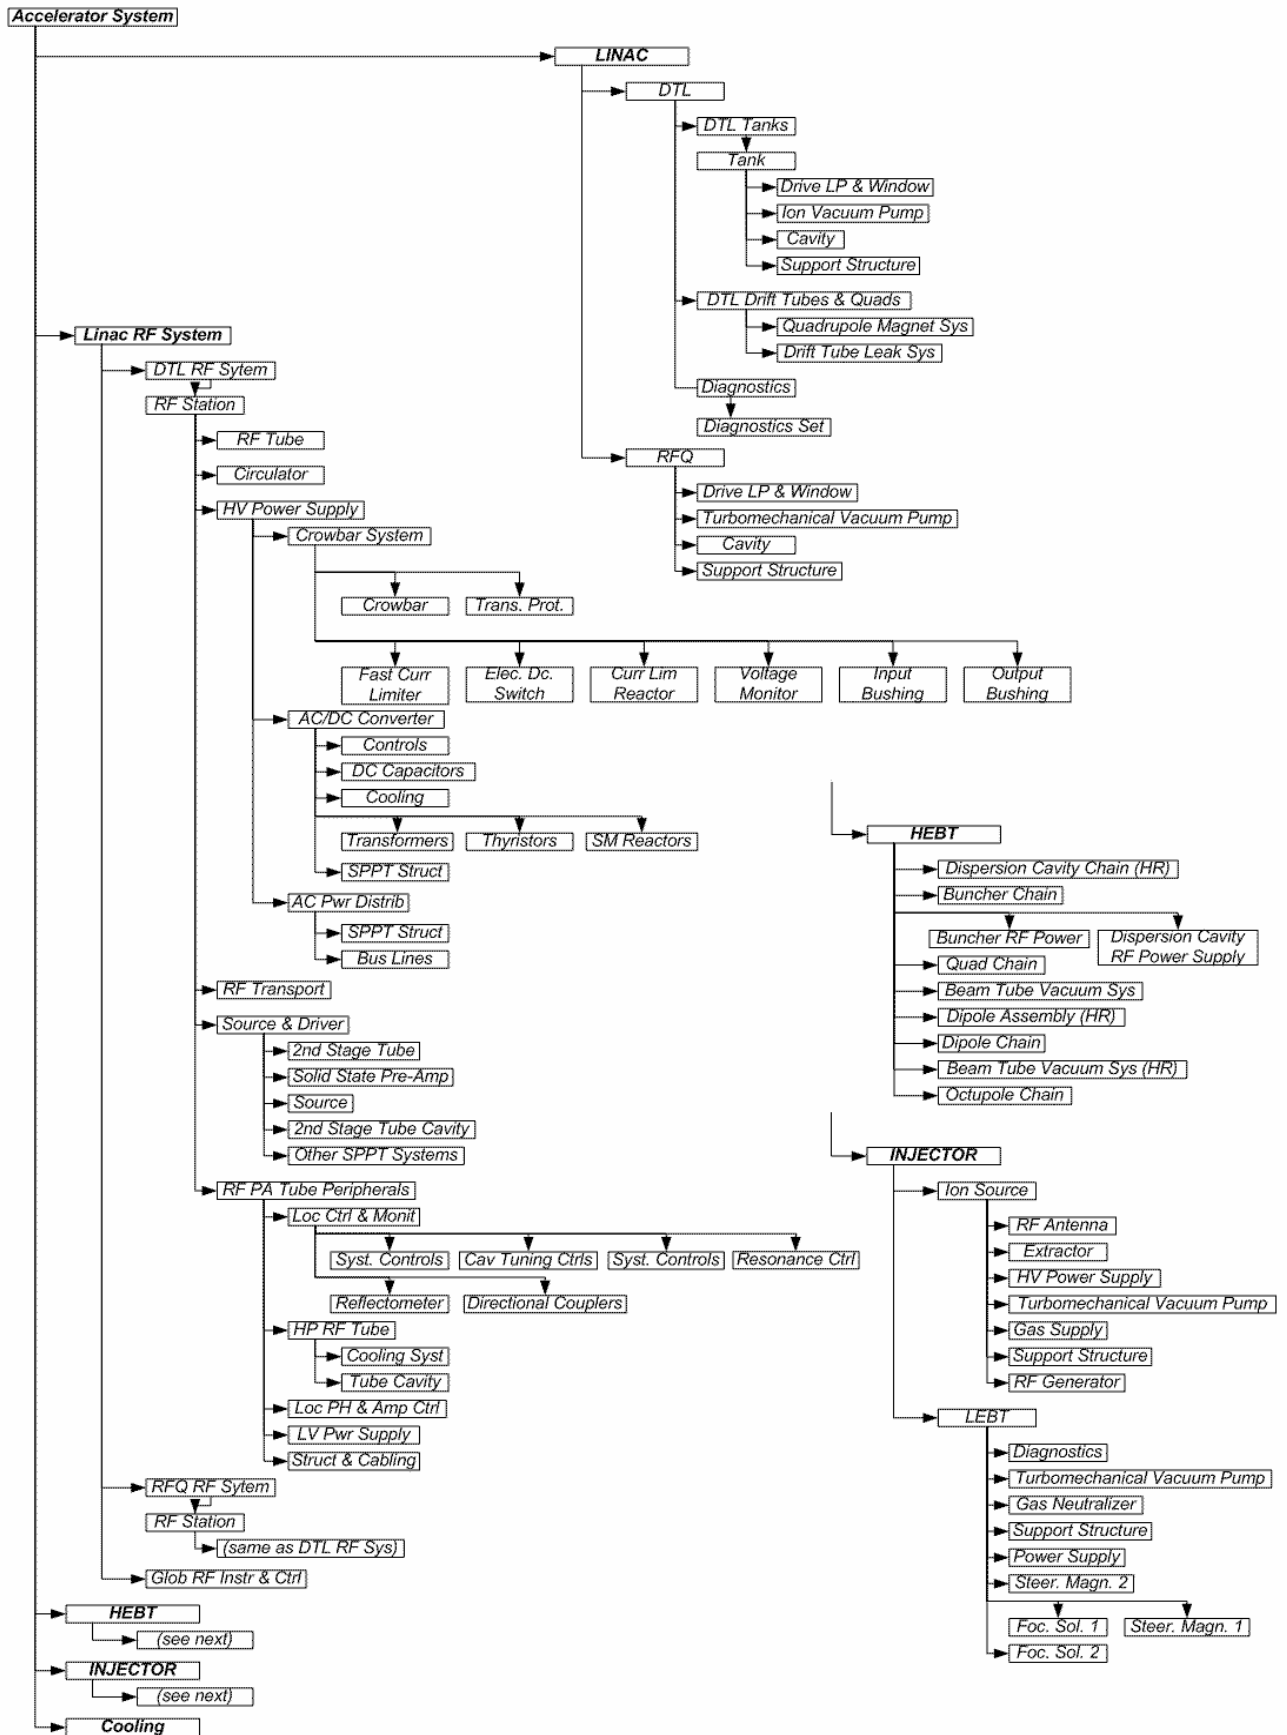 Accelerator System
LINAC
DTL
DTL Tanks
Tank
Drive LP & Window
Ion Vacuum Pump
Cavity
Support Structure
DTL Drift Tubes & Quads
Quadrupole Magnet Sys
Drift Tube Leak Sys
Diagnostics
Diagnostics Set
RFQ
Drive LP & Window
Turbomechanical Vacuum Pump
Cavity
Support Structure
Linac RF System
DTL RF Sytem
RF Station
RF Tube
Circulator
HV Power Supply
Crowbar System
Crowbar
Trans. Prot.
Fast Curr
Limiter
Elec. Dc.
Switch
Curr Lim
Reactor
Voltage
Monitor
Input
Bushing
Output
Bushing
AC/DC Converter
Controls
DC Capacitors
Cooling
Transformers
Thyristors
SM Reactors
SPPT Struct
AC Pwr Distrib
SPPT Struct
Bus Lines
RF Transport
Source & Driver
2nd Stage Tube
Solid State Pre-Amp
Source
2nd Stage Tube Cavity
Other SPPT Systems
RF PA Tube Peripherals
Loc Ctrl & Monit
Syst. Controls
Cav Tuning Ctrls
Syst. Controls
Resonance Ctrl
Reflectometer
Directional Couplers
HP RF Tube
Cooling Syst
Tube Cavity
Loc PH & Amp Ctrl
LV Pwr Supply
Struct & Cabling
RFQ RF Sytem
RF Station
(same as DTL RF Sys)
Glob RF Instr & Ctrl
HEBT
(see next)
INJECTOR
(see next)
Cooling
HEBT
Dispersion Cavity Chain (HR)
Buncher Chain
Buncher RF Power
Dispersion Cavity
RF Power Supply
Quad Chain
Beam Tube Vacuum Sys
Dipole Assembly (HR)
Dipole Chain
Beam Tube Vacuum Sys (HR)
Octupole Chain
INJECTOR
Ion Source
RF Antenna
Extractor
HV Power Supply
Turbomechanical Vacuum Pump
Gas Supply
Support Structure
RF Generator
LEBT
Diagnostics
Turbomechanical Vacuum Pump
Gas Neutralizer
Support Structure
Power Supply
Steer. Magn. 2
Foc. Sol. 1
Steer. Magn. 1
Foc. Sol. 2